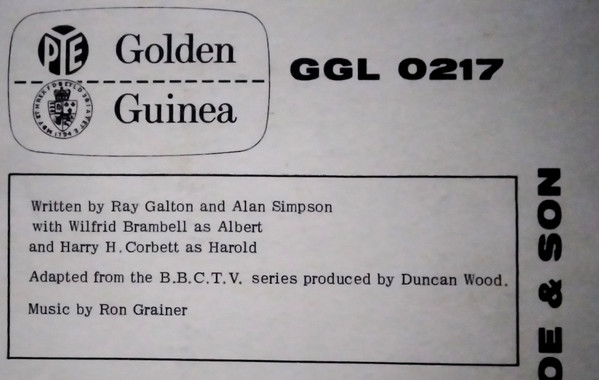 PYE
Golden
Guinea
GGL 0217
Written by Ray Galton and Alan Simpson
with Wilfrid Brambell as Albert
and Harry H. Corbett as Harold
Adapted from the B.B.C.T.V. series produced by Duncan Wood.
Music by Ron Grainer
OE & SON